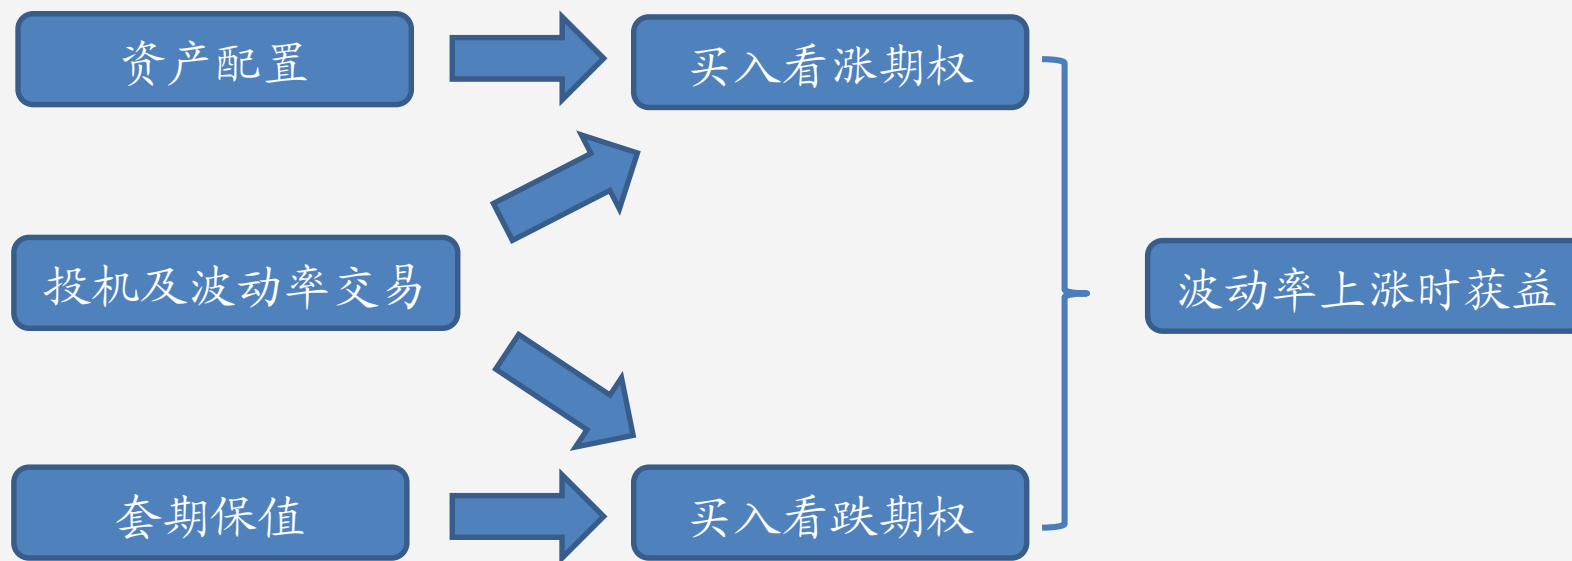 资产配置
买入看涨期权
投机及波动率交易
波动率上涨时获益
套期保值
买入看跌期权